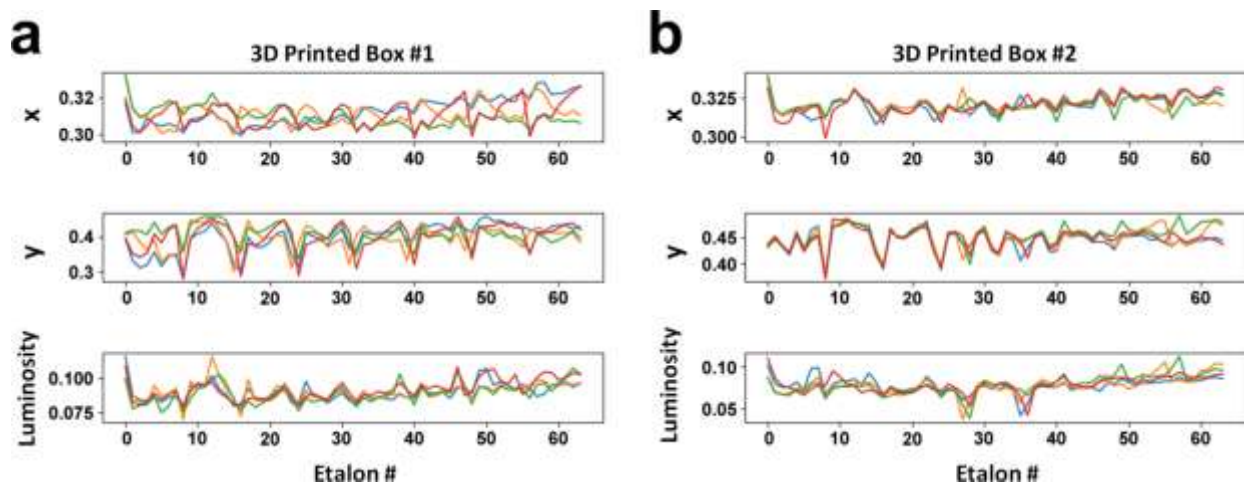 a
3D Printed Box #1
x
0.32
0.30
0 10 20 30 40 50 60
y
0.4
0.3
0 10 20 30 40 50 60
Luminosity
0.100
0.075
0 10 20 30 40 50 60
Etalon #
b
3D Printed Box #2
x
0.325
0.300
0 10 20 30 40 50 60
y
0.45
0.40
0 10 20 30 40 50 60
Luminosity
0.10
0.05
0 10 20 30 40 50 60
Etalon #